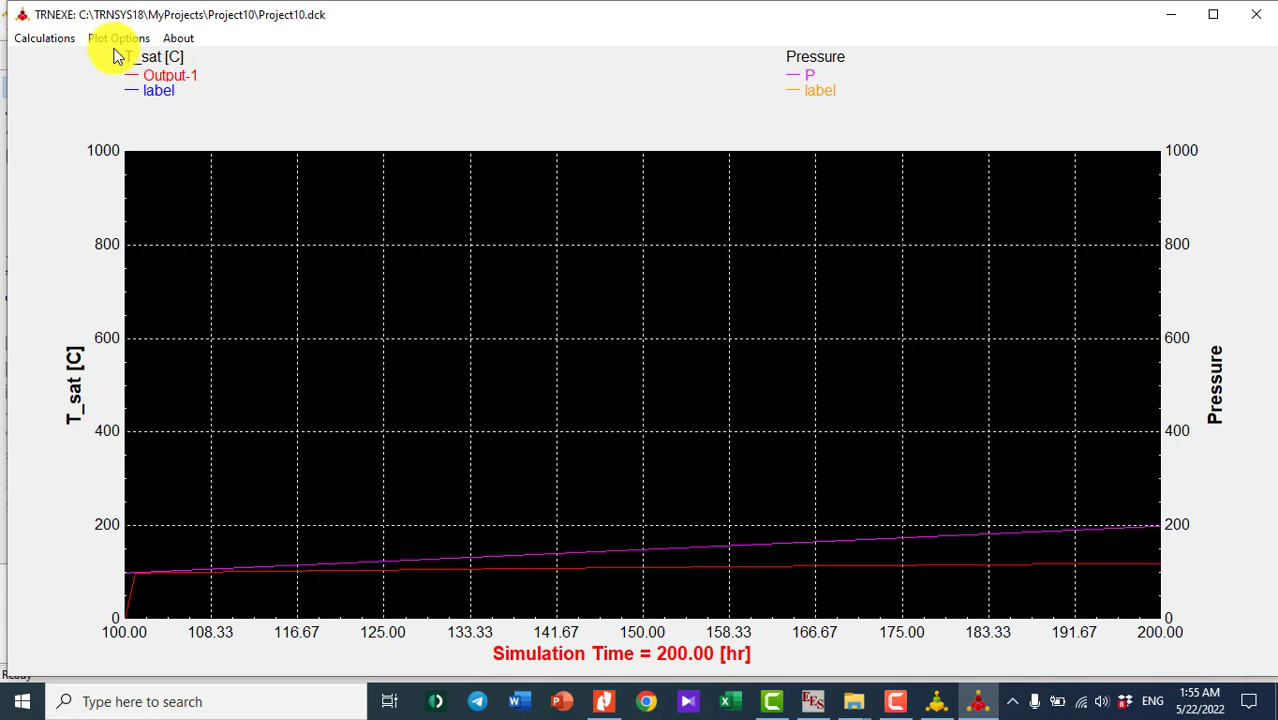 TRNEXE: C:\TRNSYS18\MyProjects\Project10\Project10.dck
Calculations Plot Options About
T_sat [C] Pressure
Output-1 P
label label
1000 1000
800 800
600 600
T_sat [C] Pressure
400 400
200 200
0 0
100.00 108.33 116.67 125.00 133.33 141.67 150.00 158.33 166.67 175.00 183.33 191.67 200.00
Simulation Time = 200.00 [hr]
Ready
Type here to search
ENG
1:55 AM
5/22/2022